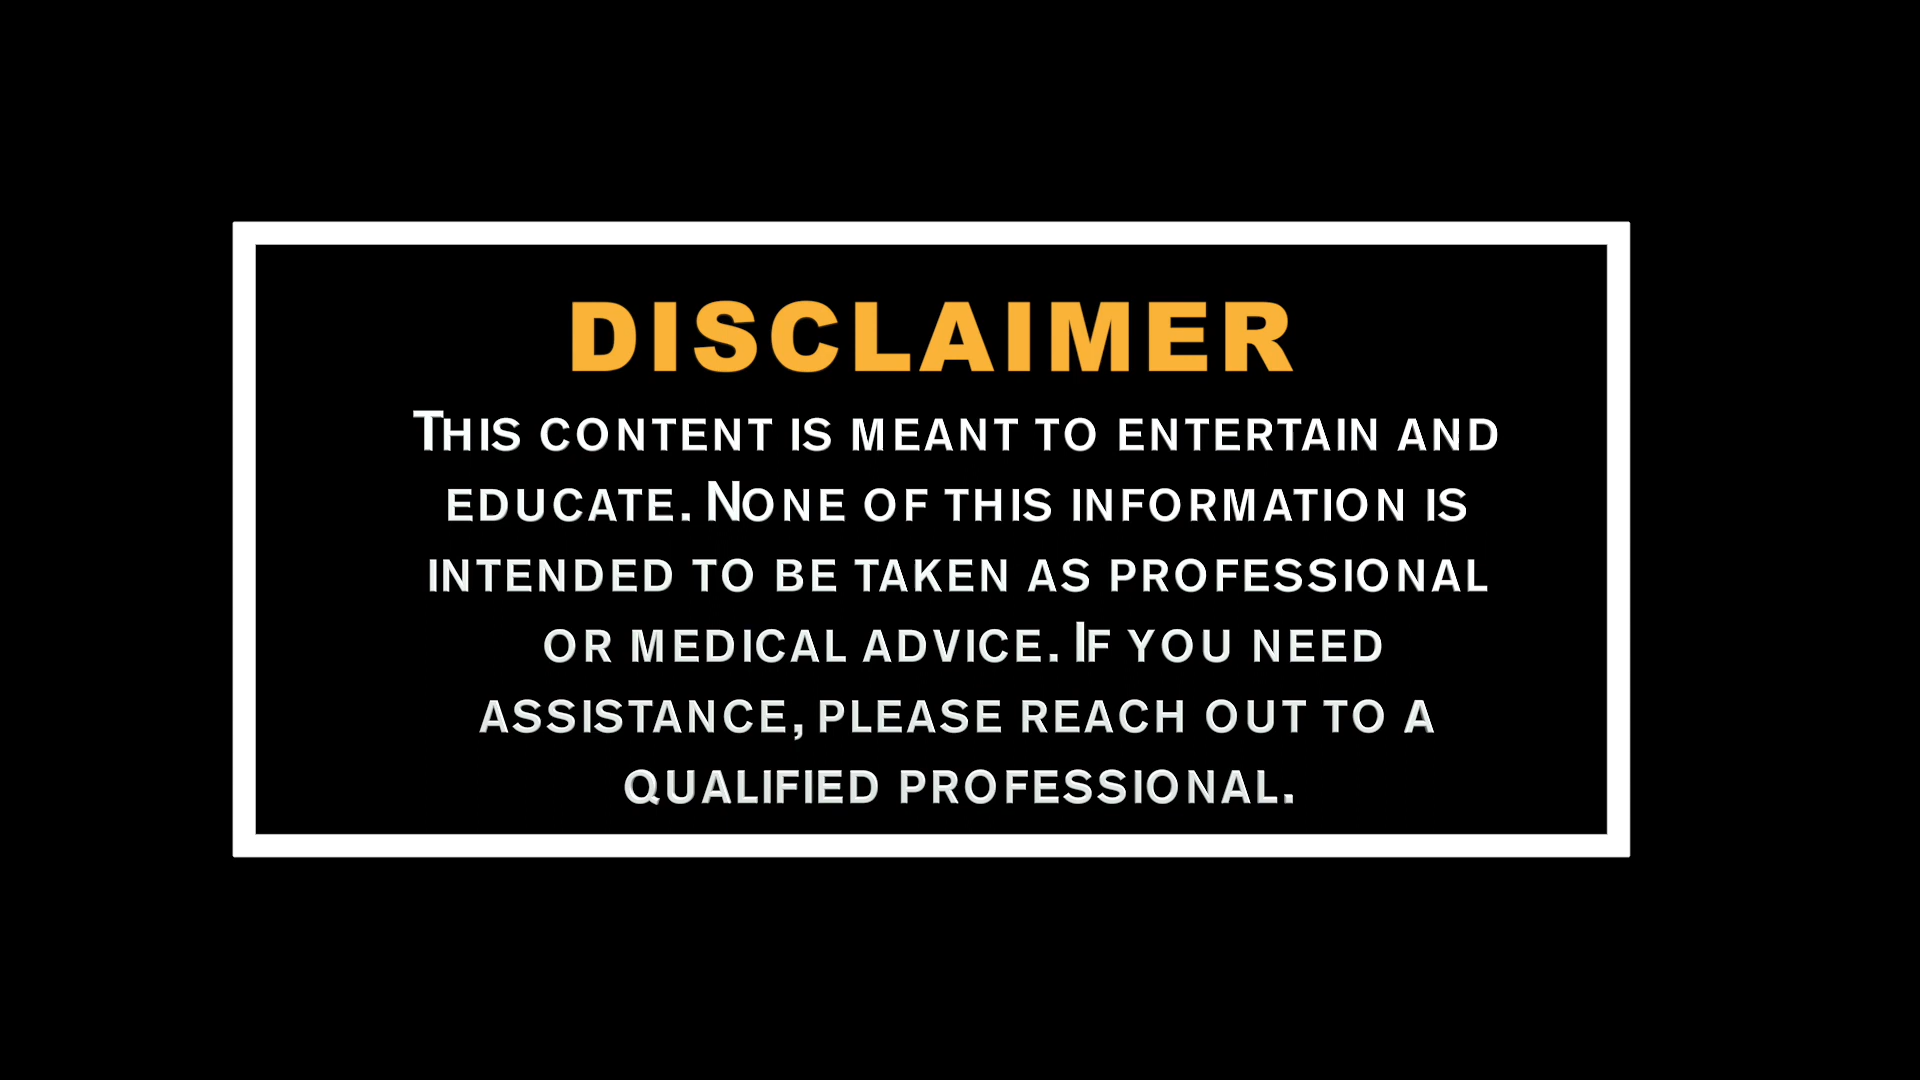 DISCLAIMER
This content is meant to entertain and
educate. None of this information is
intended to be taken as professional
or medical advice. If you need
assistance, please reach out to a
qualified professional.